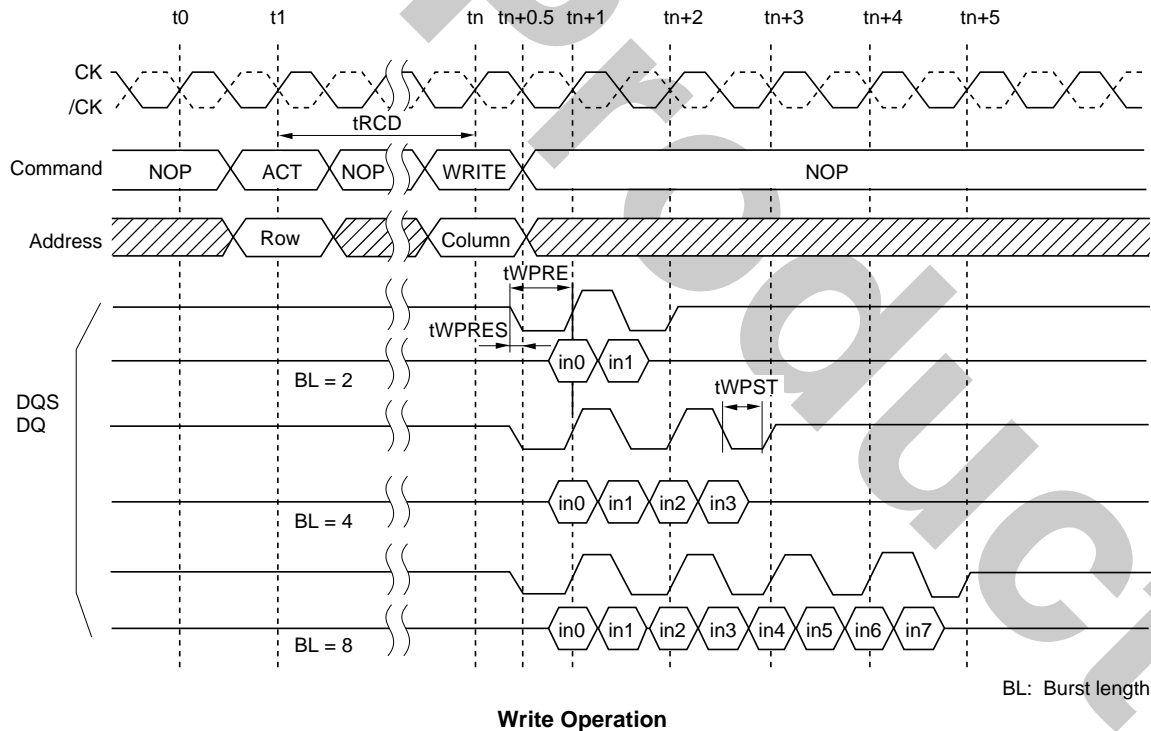 t0 t1 tn tn+0.5 tn+1 tn+2 tn+3 tn+4 tn+5
CK
/CK
tRCD
Command NOP ACT NOP WRITE NOP
Address Row Column
tWPRE
tWPRES
in0 in1
BL = 2
tWPST
DQS
DQ
in0 in1 in2 in3
BL = 4
in0 in1 in2 in3 in4 in5 in6 in7
BL = 8
BL: Burst length
Write Operation
Product